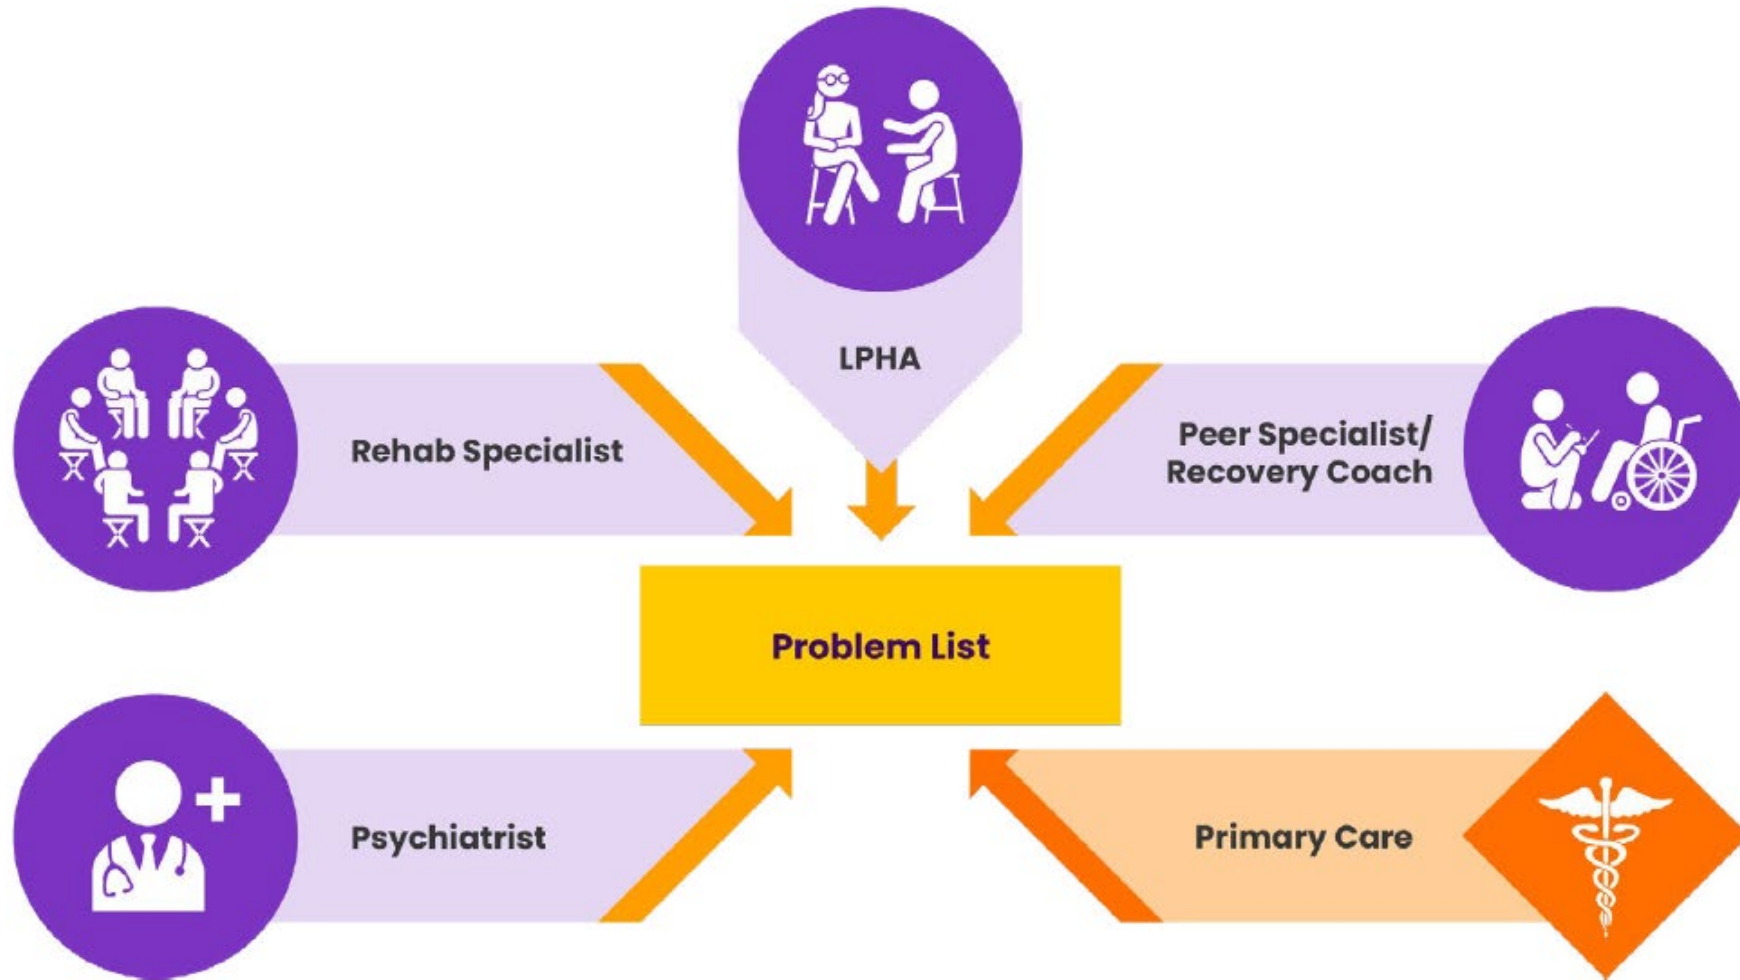 LPHA
Rehab Specialist
Peer Specialist/
Recovery Coach
Problem List
Psychiatrist
Primary Care